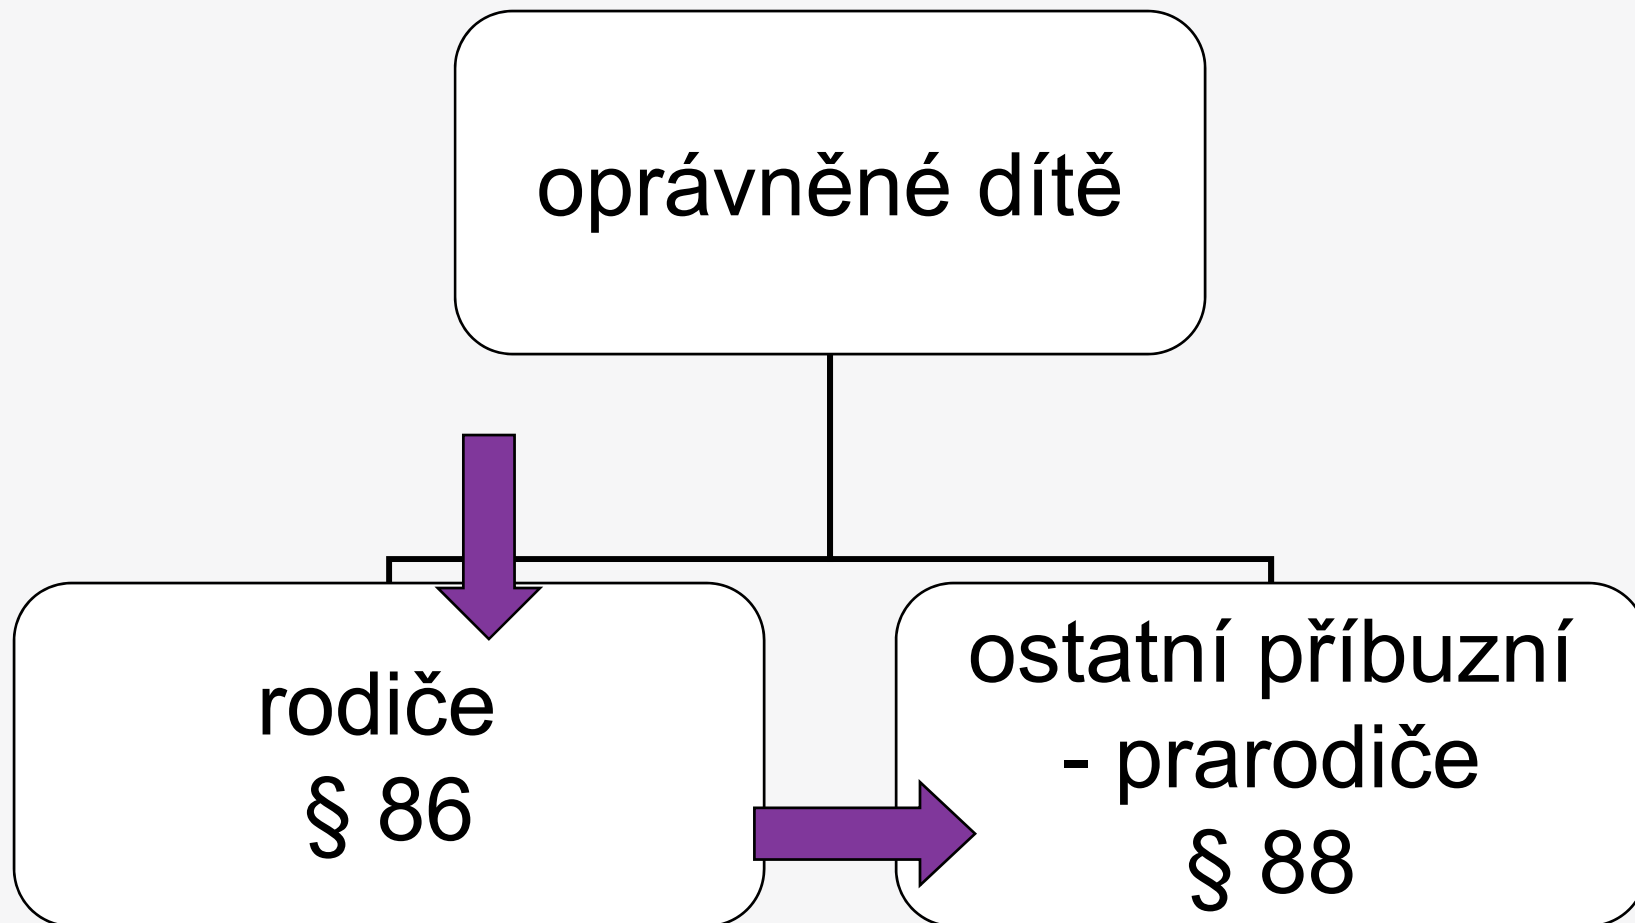 oprávněné dítě
rodiče
§ 86
ostatní příbuzní
- prarodiče
§ 88